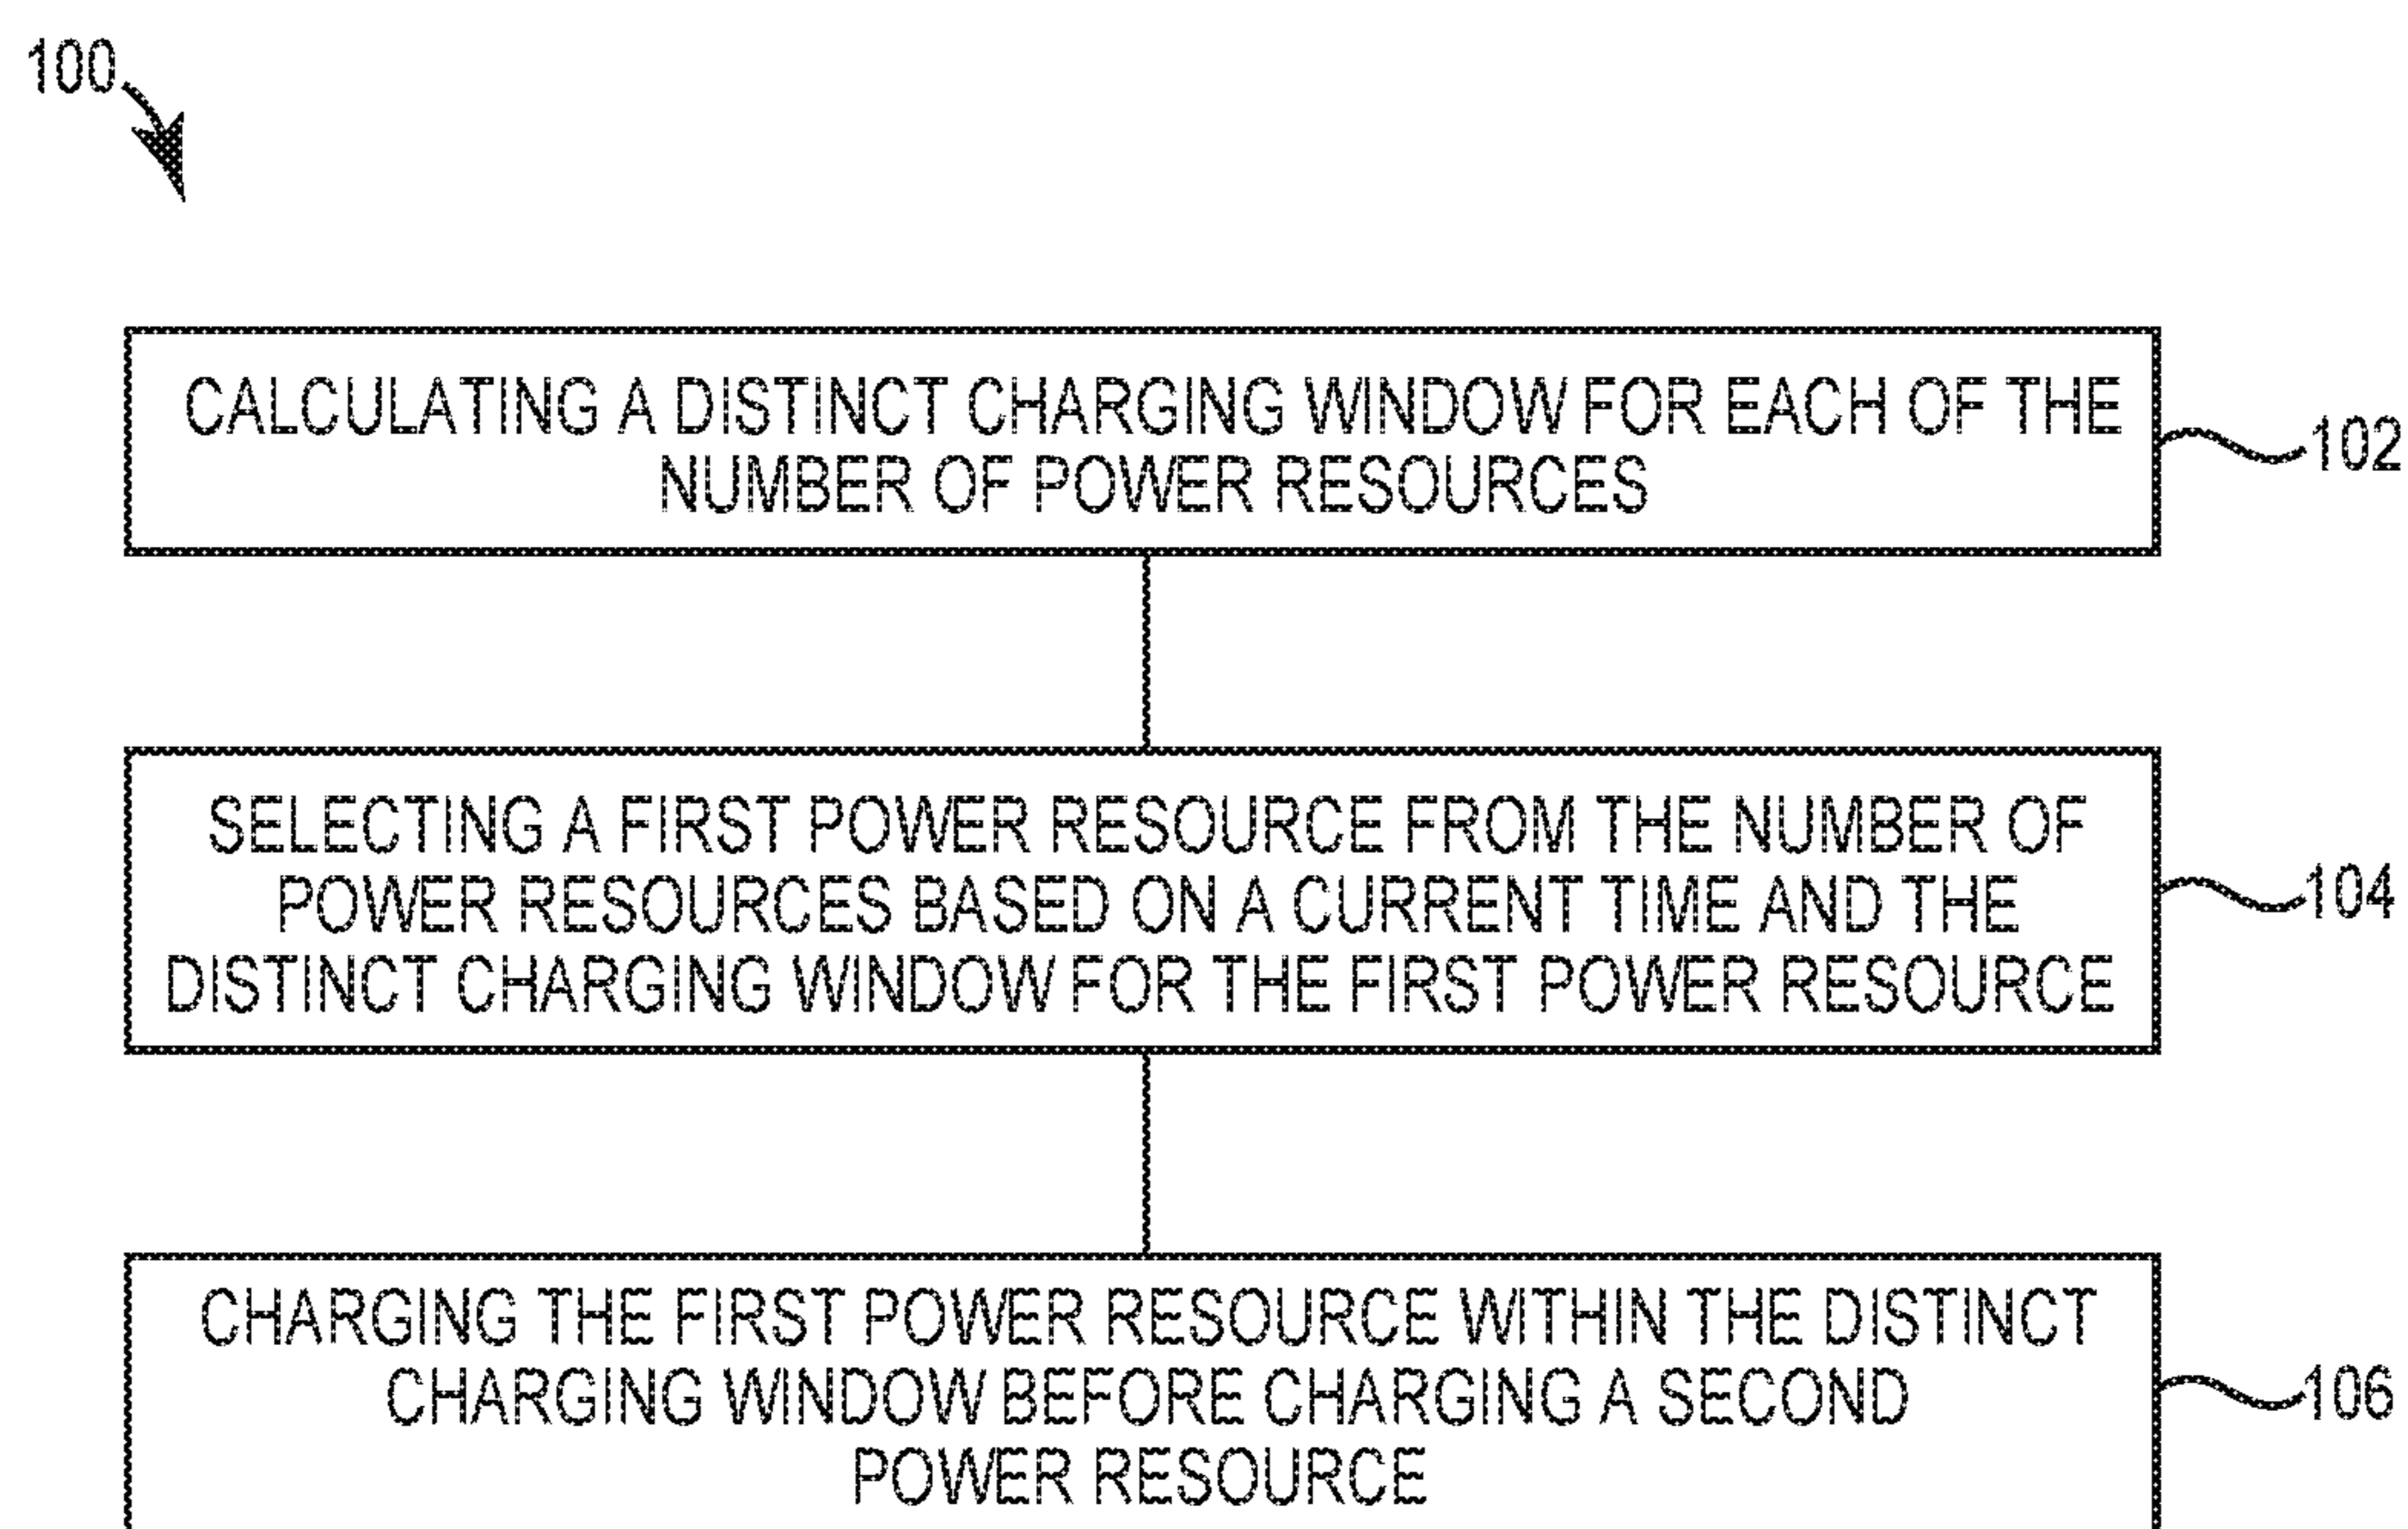 100
CALCULATING A DISTINCT CHARGING WINDOW FOR EACH OF THE
NUMBER OF POWER RESOURCES
102
SELECTING A FIRST POWER RESOURCE FROM THE NUMBER OF
POWER RESOURCES BASED ON A CURRENT TIME AND THE
DISTINCT CHARGING WINDOW FOR THE FIRST POWER RESOURCE
104
CHARGING THE FIRST POWER RESOURCE WITHIN THE DISTINCT
CHARGING WINDOW BEFORE CHARGING A SECOND
POWER RESOURCE
106